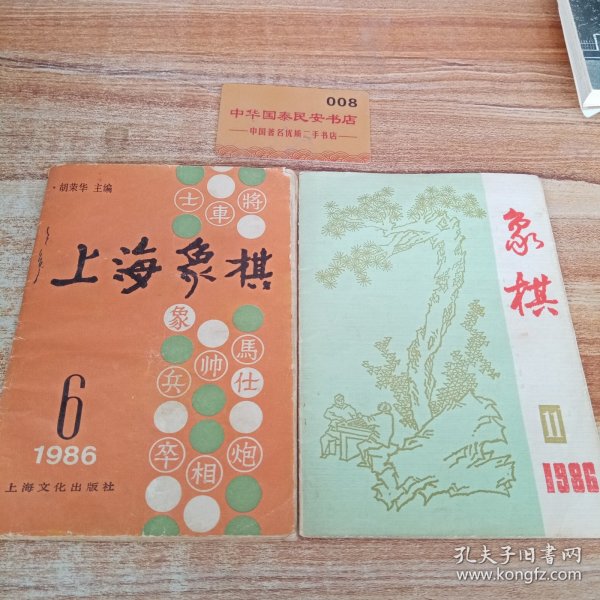 008
中华国泰民安书店
中国著名优质二手书店
·胡荣华 主编
上海象棋
士 車 將
象 帅 馬
兵 仕
卒 相 炮
6
1986
上海文化出版社
象棋
11
1986
孔夫子旧书网
www.kongfz.com